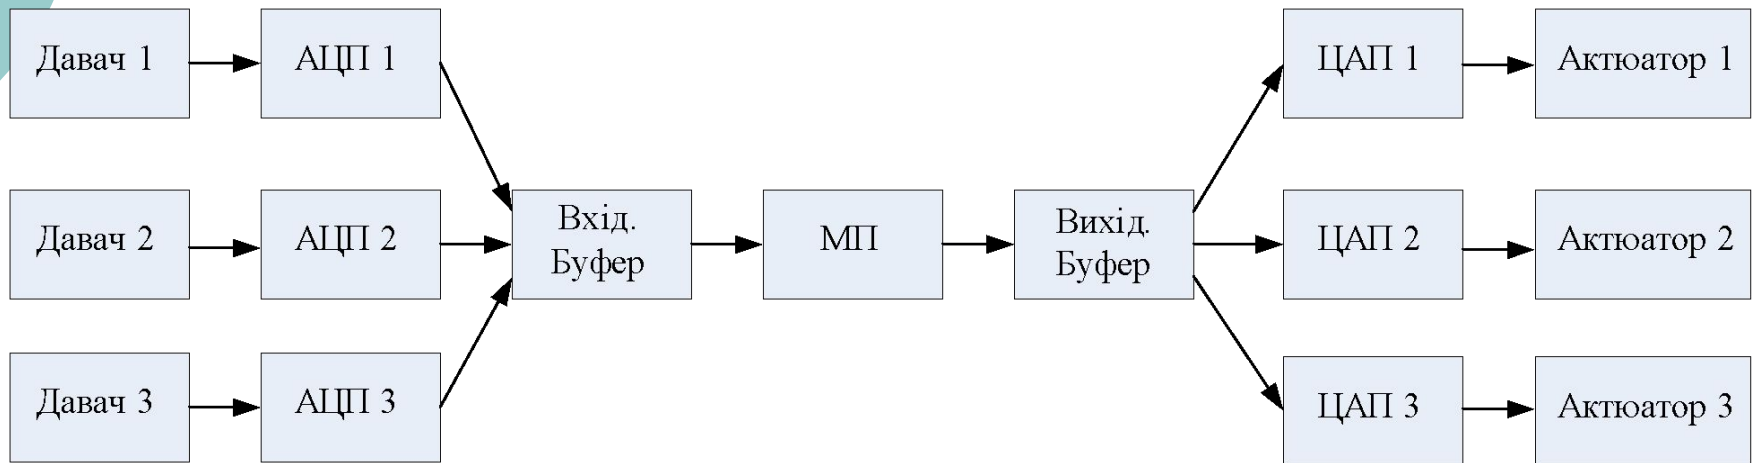 Давач 1
АЦП 1
ЦАП 1
Актюатор 1
Давач 2
АЦП 2
Вхід.
Буфер
МП
Вихід.
Буфер
ЦАП 2
Актюатор 2
Давач 3
АЦП 3
ЦАП 3
Актюатор 3